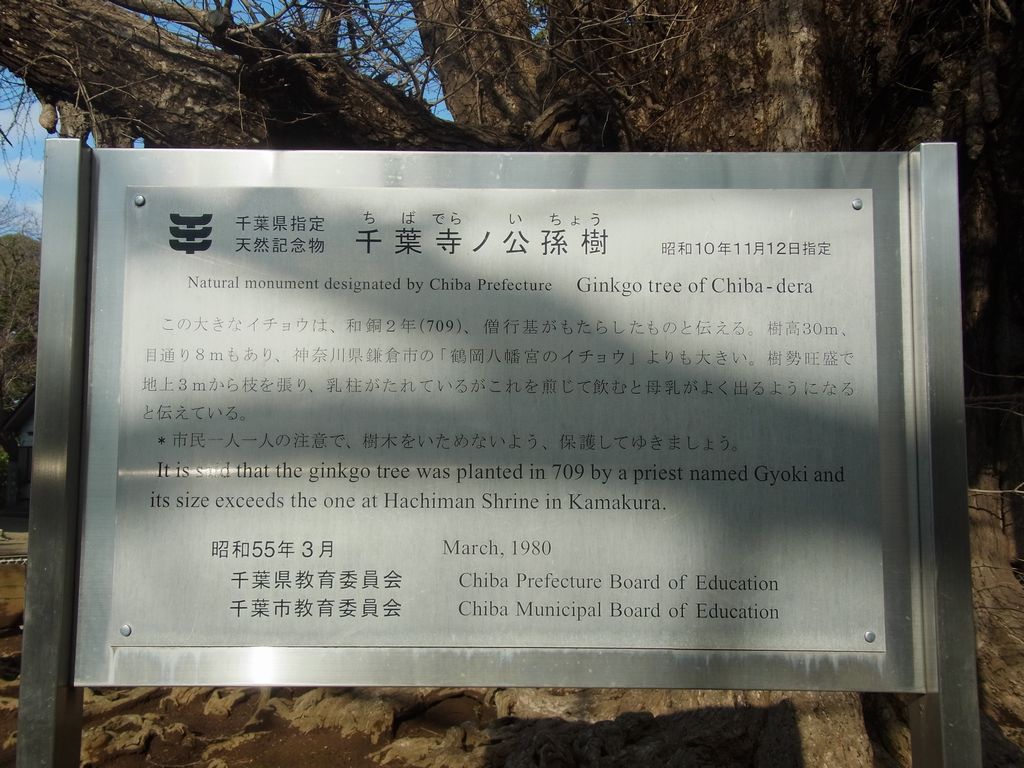 千葉県指定
天然記念物
ちばでら いちょう
千葉寺ノ公孫樹
昭和10年11月12日指定
Natural monument designated by Chiba Prefecture Ginkgo tree of Chiba-dera
この大きなイチョウは、和銅2年(709)、僧行基がもたらしたものと伝える。樹高30m、
目通り8mもあり、神奈川県鎌倉市の「鶴岡八幡宮のイチョウ」よりも大きい。樹勢旺盛で
地上3mから枝を張り、乳柱がたれているがこれを煎じて飲むと母乳がよく出るようになる
と伝えている。
*市民一人一人の注意で、樹木をいためないよう、保護してゆきましょう。
It is said that the ginkgo tree was planted in 709 by a priest named Gyoki and
its size exceeds the one at Hachiman Shrine in Kamakura.
昭和55年3月 March, 1980
千葉県教育委員会 Chiba Prefecture Board of Education
千葉市教育委員会 Chiba Municipal Board of Education